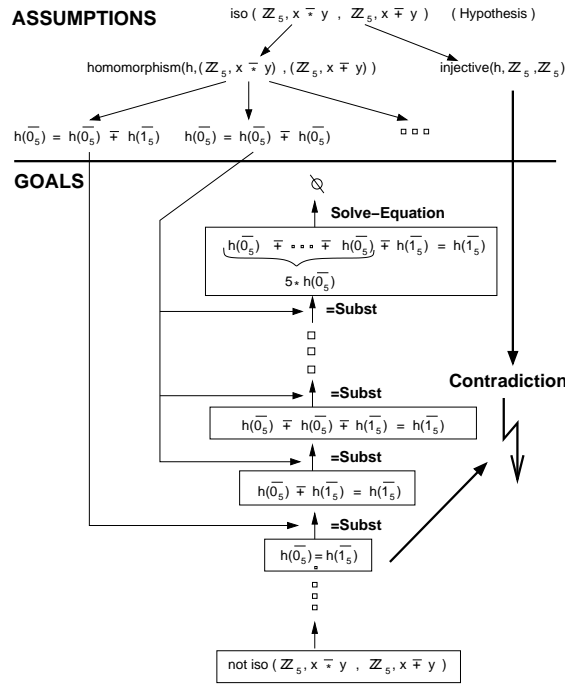 ASSUMPTIONS
iso ( ℤ₅, x ⁎̄ y , ℤ₅, x ∓ y ) ( Hypothesis )
homomorphism(h,(ℤ₅, x ⁎̄ y) , (ℤ₅, x ∓ y ) )
injective(h, ℤ₅ ,ℤ₅)
h(0̅₅) = h(0̅₅) ∓ h(1̅₅)
h(0̅₅) = h(0̅₅) ∓ h(0̅₅)
GOALS
∅
Solve−Equation
h(0̅₅) ∓ ∘ ∘ ∘ ∓ h(0̅₅) ∓ h(1̅₅) = h(1̅₅)
5⁎ h(0̅₅)
=Subst
=Subst
Contradiction
h(0̅₅) ∓ h(0̅₅) ∓ h(1̅₅) = h(1̅₅)
=Subst
h(0̅₅) ∓ h(1̅₅) = h(1̅₅)
=Subst
h(0̅₅) = h(1̅₅)
not iso ( ℤ₅, x ⁎̄ y , ℤ₅, x ∓ y )